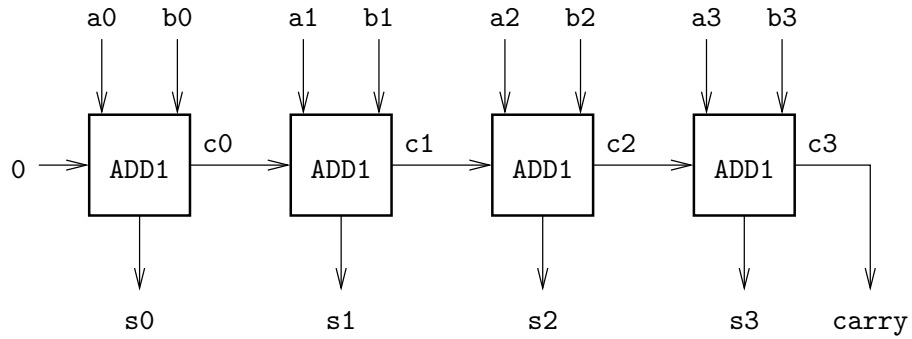 a0 b0 a1 b1 a2 b2 a3 b3
c0 c1 c2 c3
0 ADD1 ADD1 ADD1 ADD1
s0 s1 s2 s3 carry